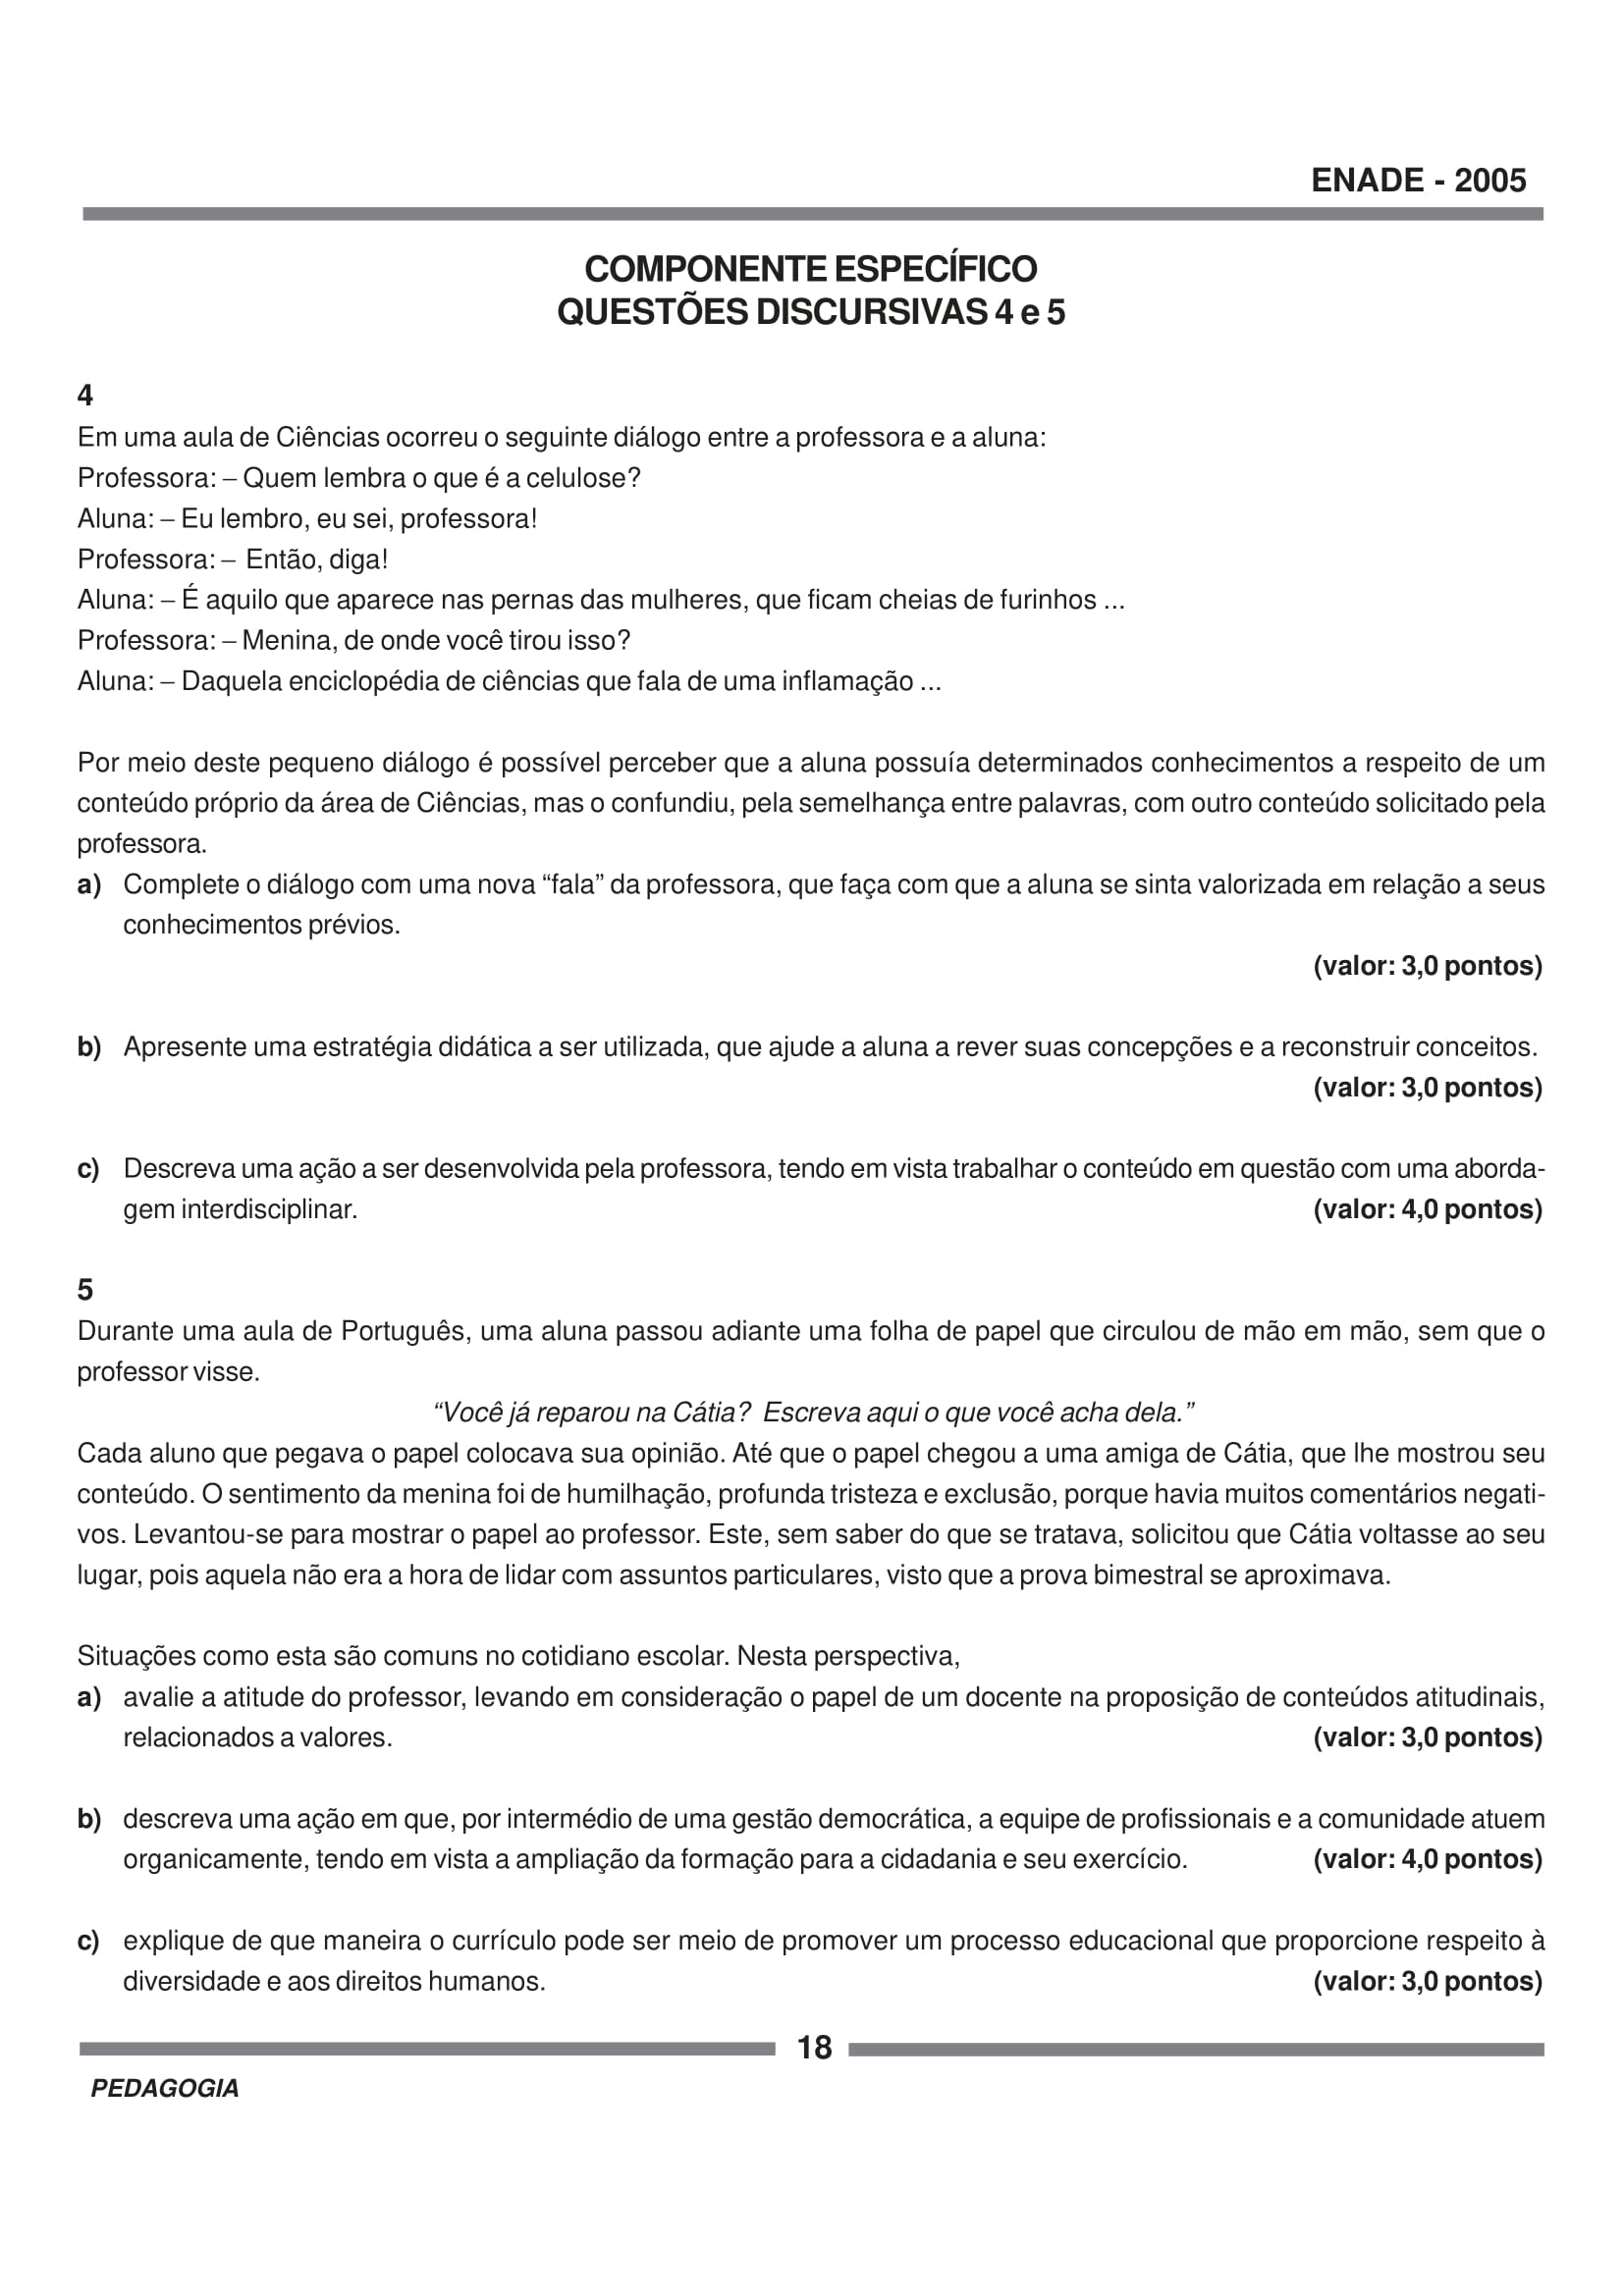 ENADE - 2005
COMPONENTE ESPECÍFICO
QUESTÕES DISCURSIVAS 4 e 5
4
Em uma aula de Ciências ocorreu o seguinte diálogo entre a professora e a aluna:
Professora: – Quem lembra o que é a celulose?
Aluna: – Eu lembro, eu sei, professora!
Professora: – Então, diga!
Aluna: – É aquilo que aparece nas pernas das mulheres, que ficam cheias de furinhos ...
Professora: – Menina, de onde você tirou isso?
Aluna: – Daquela enciclopédia de ciências que fala de uma inflamação ...
Por meio deste pequeno diálogo é possível perceber que a aluna possuía determinados conhecimentos a respeito de um
conteúdo próprio da área de Ciências, mas o confundiu, pela semelhança entre palavras, com outro conteúdo solicitado pela
professora.
a) Complete o diálogo com uma nova “fala” da professora, que faça com que a aluna se sinta valorizada em relação a seus
conhecimentos prévios.
(valor: 3,0 pontos)
b) Apresente uma estratégia didática a ser utilizada, que ajude a aluna a rever suas concepções e a reconstruir conceitos.
(valor: 3,0 pontos)
c) Descreva uma ação a ser desenvolvida pela professora, tendo em vista trabalhar o conteúdo em questão com uma aborda-
gem interdisciplinar. (valor: 4,0 pontos)
5
Durante uma aula de Português, uma aluna passou adiante uma folha de papel que circulou de mão em mão, sem que o
professor visse.
“Você já reparou na Cátia? Escreva aqui o que você acha dela.”
Cada aluno que pegava o papel colocava sua opinião. Até que o papel chegou a uma amiga de Cátia, que lhe mostrou seu
conteúdo. O sentimento da menina foi de humilhação, profunda tristeza e exclusão, porque havia muitos comentários negati-
vos. Levantou-se para mostrar o papel ao professor. Este, sem saber do que se tratava, solicitou que Cátia voltasse ao seu
lugar, pois aquela não era a hora de lidar com assuntos particulares, visto que a prova bimestral se aproximava.
Situações como esta são comuns no cotidiano escolar. Nesta perspectiva,
a) avalie a atitude do professor, levando em consideração o papel de um docente na proposição de conteúdos atitudinais,
relacionados a valores. (valor: 3,0 pontos)
b) descreva uma ação em que, por intermédio de uma gestão democrática, a equipe de profissionais e a comunidade atuem
organicamente, tendo em vista a ampliação da formação para a cidadania e seu exercício. (valor: 4,0 pontos)
c) explique de que maneira o currículo pode ser meio de promover um processo educacional que proporcione respeito à
diversidade e aos direitos humanos. (valor: 3,0 pontos)
18
PEDAGOGIA